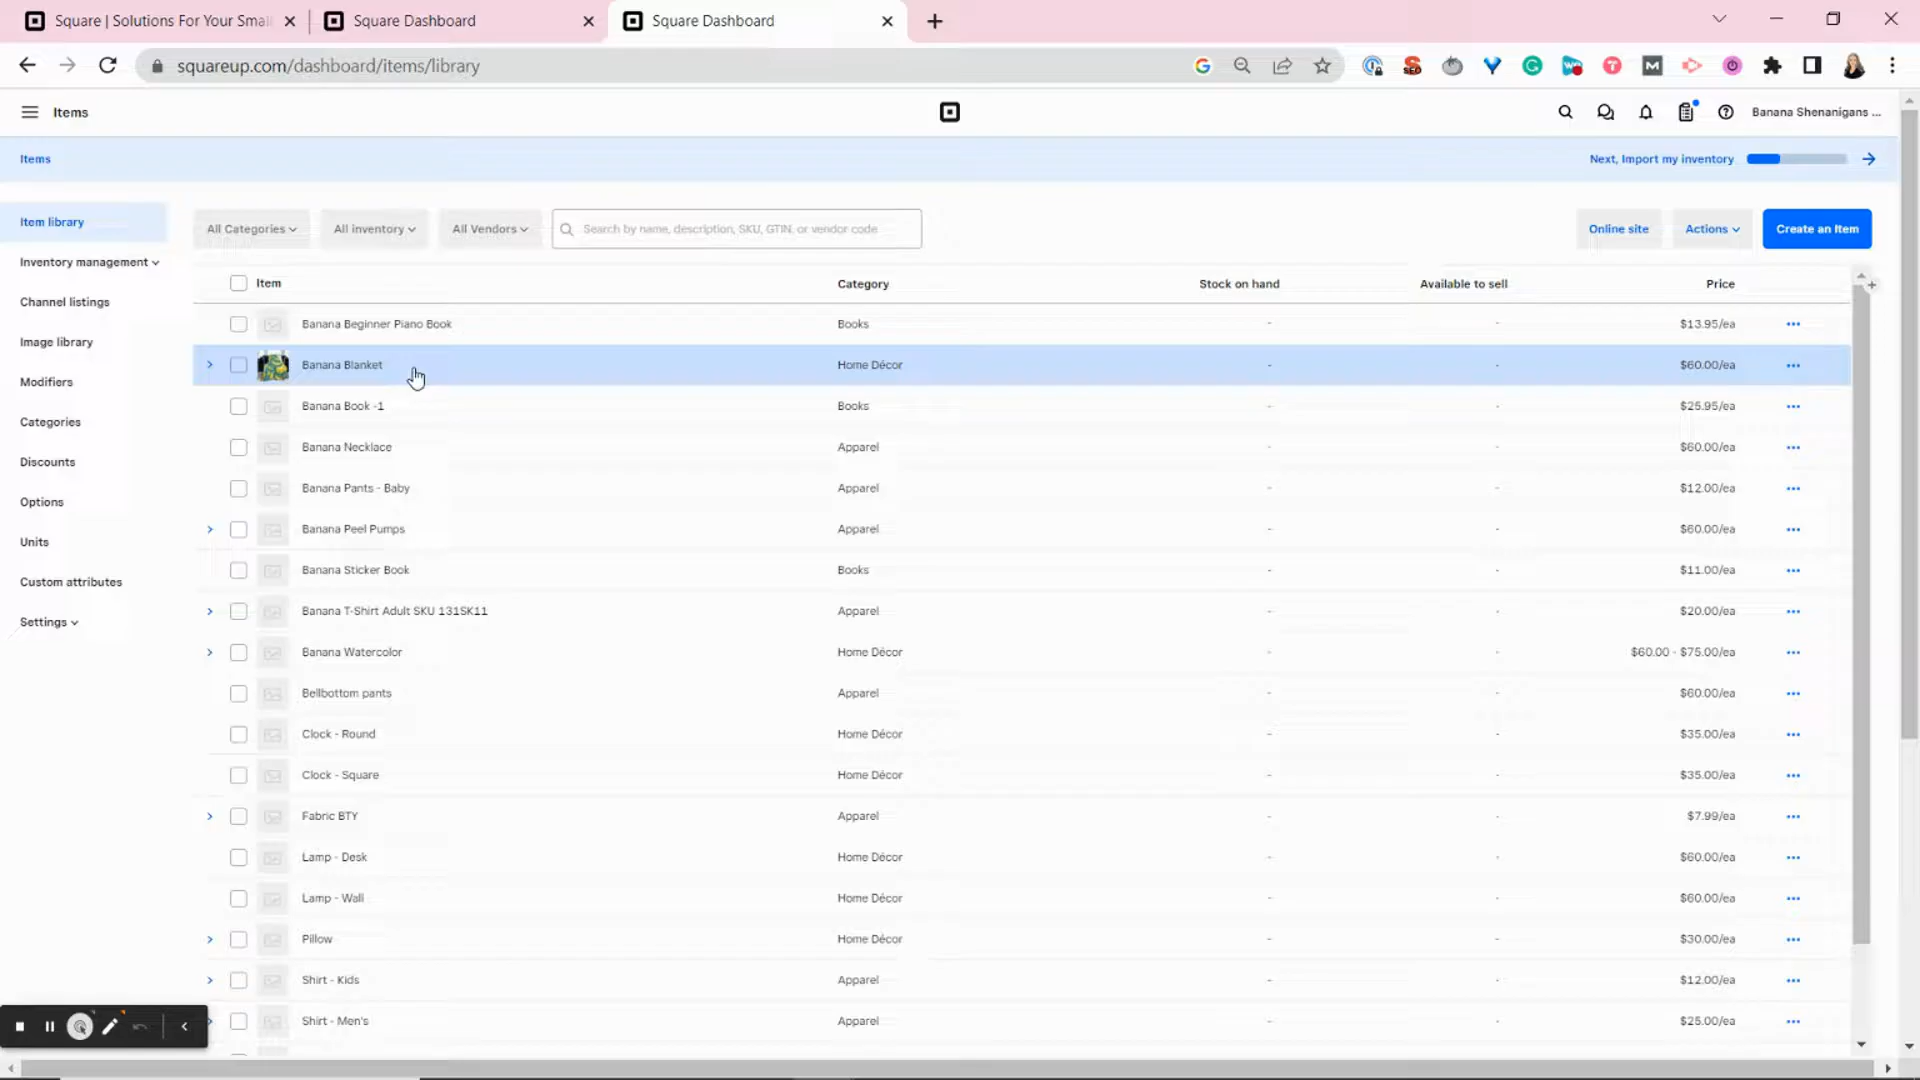 Square | Solutions For Your Smal
Square Dashboard
Square Dashboard
squareup.com/dashboard/items/library
Items
Banana Shenanigans ...
Items
Next, Import my inventory
Item library
Inventory management
Channel listings
Image library
Modifiers
Categories
Discounts
Options
Units
Custom attributes
Settings
All Categories
All inventory
All Vendors
Search by name, description, SKU, GTIN, or vendor code
Online site
Actions
Create an Item
Item Category Stock on hand Available to sell Price
Banana Beginner Piano Book Books - - $13.95/ea
Banana Blanket Home Décor - - $60.00/ea
Banana Book -1 Books - - $25.95/ea
Banana Necklace Apparel - - $60.00/ea
Banana Pants - Baby Apparel - - $12.00/ea
Banana Peel Pumps Apparel - - $60.00/ea
Banana Sticker Book Books - - $11.00/ea
Banana T-Shirt Adult SKU 131SK11 Apparel - - $20.00/ea
Banana Watercolor Home Décor - - $60.00 - $75.00/ea
Bellbottom pants Apparel - - $60.00/ea
Clock - Round Home Décor - - $35.00/ea
Clock - Square Home Décor - - $35.00/ea
Fabric BTY Apparel - - $7.99/ea
Lamp - Desk Home Décor - - $60.00/ea
Lamp - Wall Home Décor - - $60.00/ea
Pillow Home Décor - - $30.00/ea
Shirt - Kids Apparel - - $12.00/ea
Shirt - Men's Apparel - - $25.00/ea